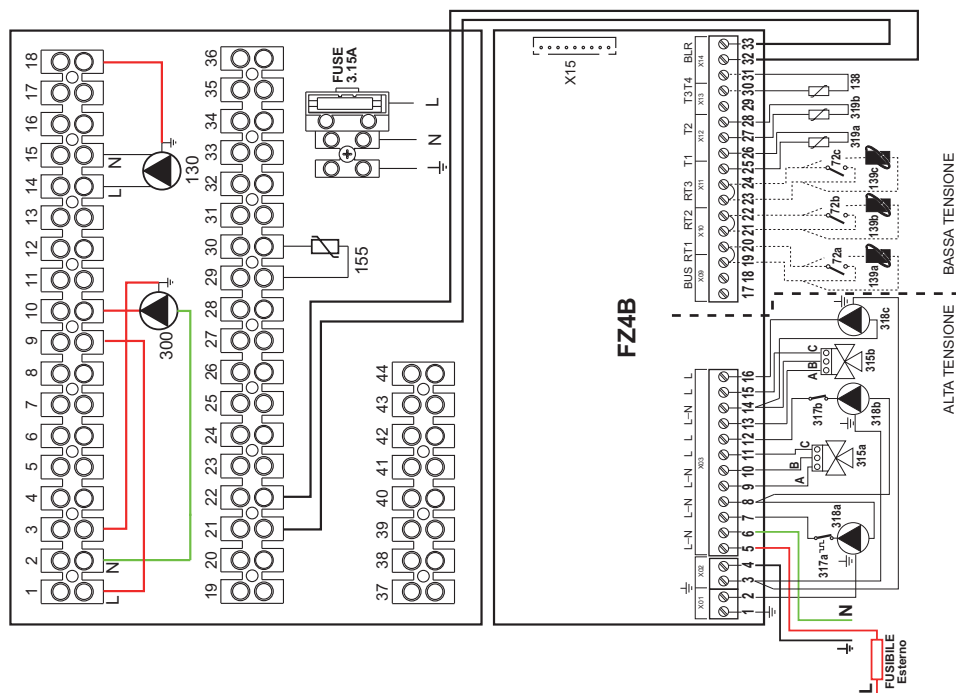 18
17
16
15
14
13
12
11
10
9
8
7
6
5
4
3
2
1
N
L
130
300
N
L
36
35
34
33
32
31
30
29
28
27
26
25
24
23
22
21
20
19
155
FUSE
3.15A
L
N
44
43
42
41
40
39
38
37
X15
FZ4B
BLR
T3T4
T2
T1
RT3
RT2
RT1
BUS
X14
X13
X12
X11
X10
X09
33
32
31
30
29
28
27
26
25
24
23
22
21
20
19
18
17
138
319b
319a
72c
139c
72b
139b
72a
139a
BASSA TENSIONE
ALTA TENSIONE
L
L
L–N
L
L
L–N
L–N
L–N
X03
X02
X01
16
15
14
13
12
11
10
9
8
7
6
5
4
3
2
1
318c
C
B
A
315b
317b
318b
C
B
A
315a
318a
317a
N
L
FUSIBILE
Esterno